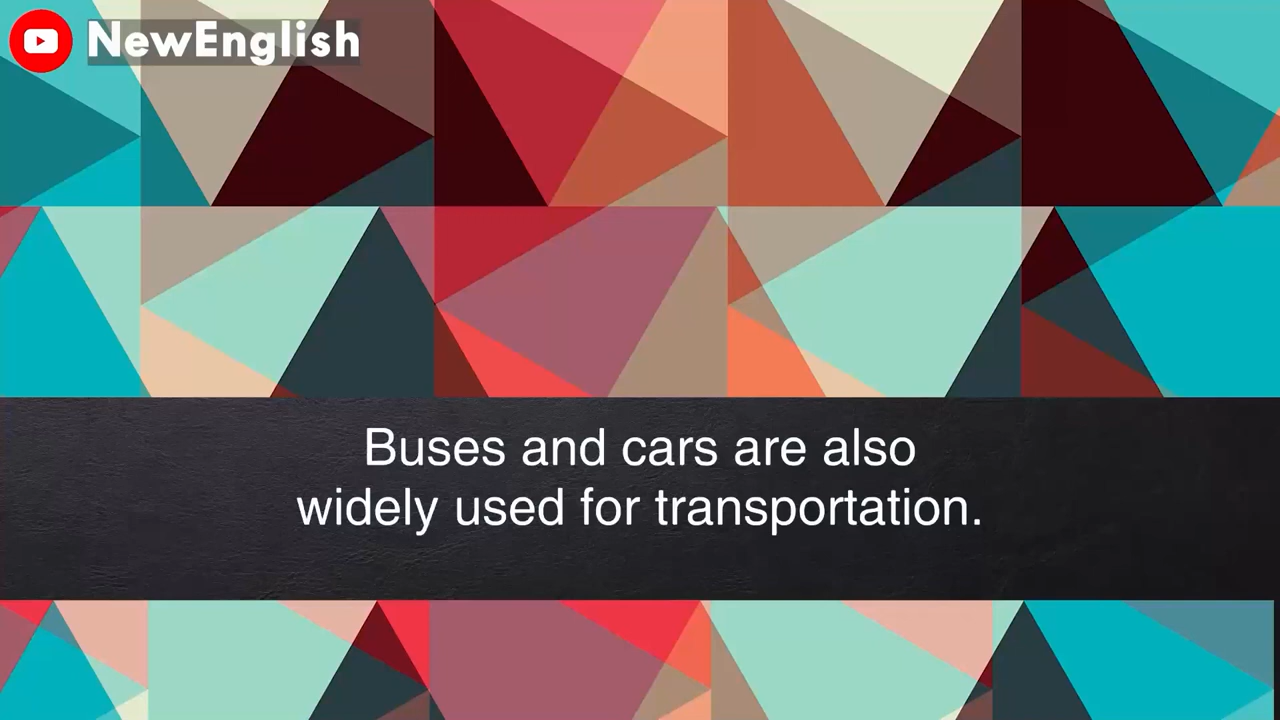 NewEnglish
Buses and cars are also
widely used for transportation.